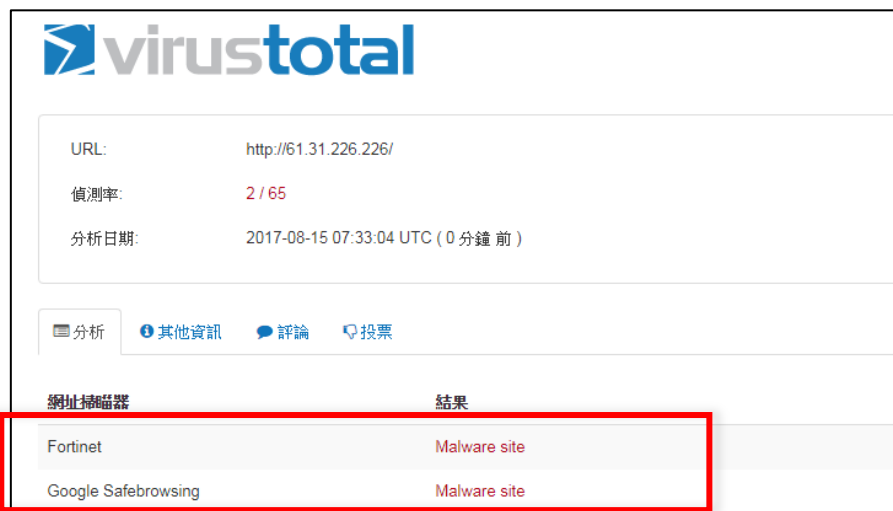 virustotal
URL: http://61.31.226.226/
偵測率: 2 / 65
分析日期: 2017-08-15 07:33:04 UTC ( 0 分鐘 前 )
分析 其他資訊 評論 投票
網址掃瞄器 結果
Fortinet Malware site
Google Safebrowsing Malware site